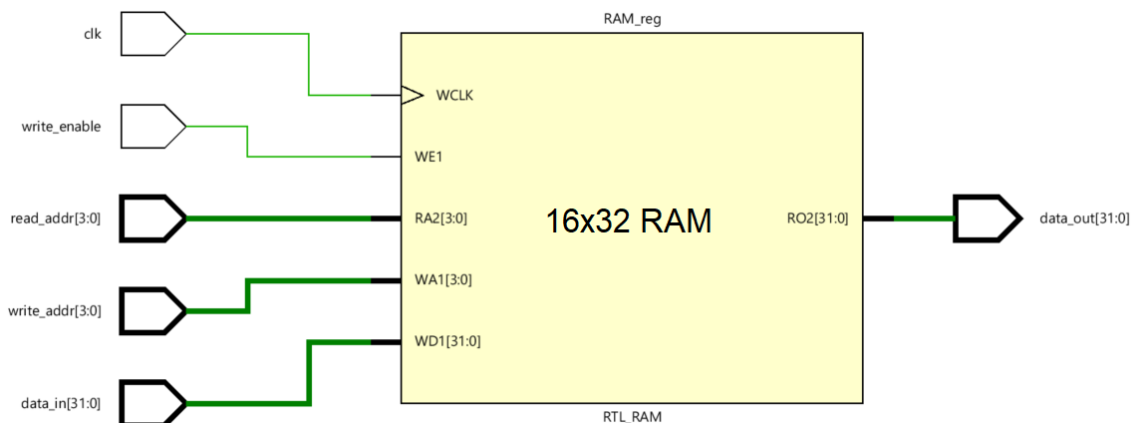 RAM_reg
clk
WCLK
write_enable
WE1
read_addr[3:0]
RA2[3:0]
16x32 RAM
RO2[31:0]
data_out[31:0]
write_addr[3:0]
WA1[3:0]
WD1[31:0]
data_in[31:0]
RTL_RAM